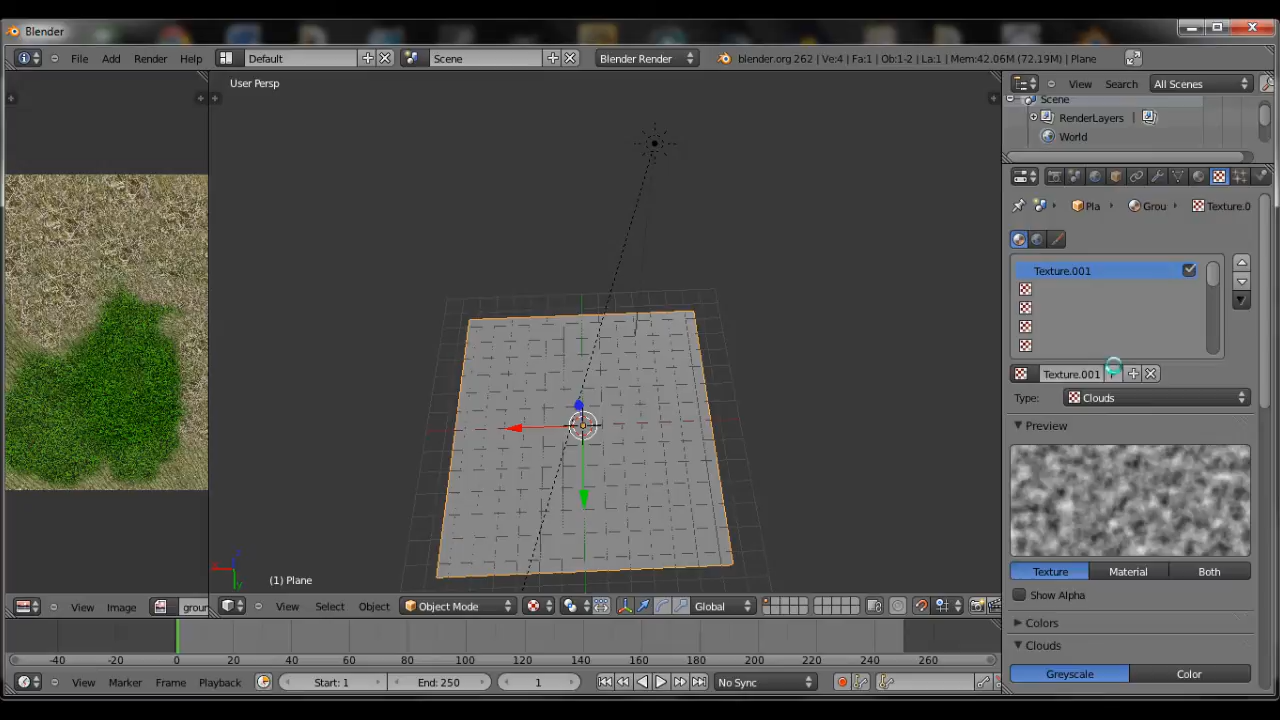 Blender
Default
Scene
File Add Render Help
Blender Render
blender.org 262 | Ve:4 | Fa:1 | Ob:1-2 | La:1 | Mem:42.06M (72.19M) | Plane
User Persp
View Search All Scenes
Scene
RenderLayers
World
Pla Grou Texture.0
Texture.001
Texture.001
Type: Clouds
Preview
Texture Material Both
Show Alpha
Colors
Clouds
Greyscale Color
(1) Plane
View Image groun
View Select Object Object Mode Global
-40 -20 0 20 40 60 80 100 120 140 160 180 200 220 240 260
View Marker Frame Playback Start: 1 End: 250 1 No Sync